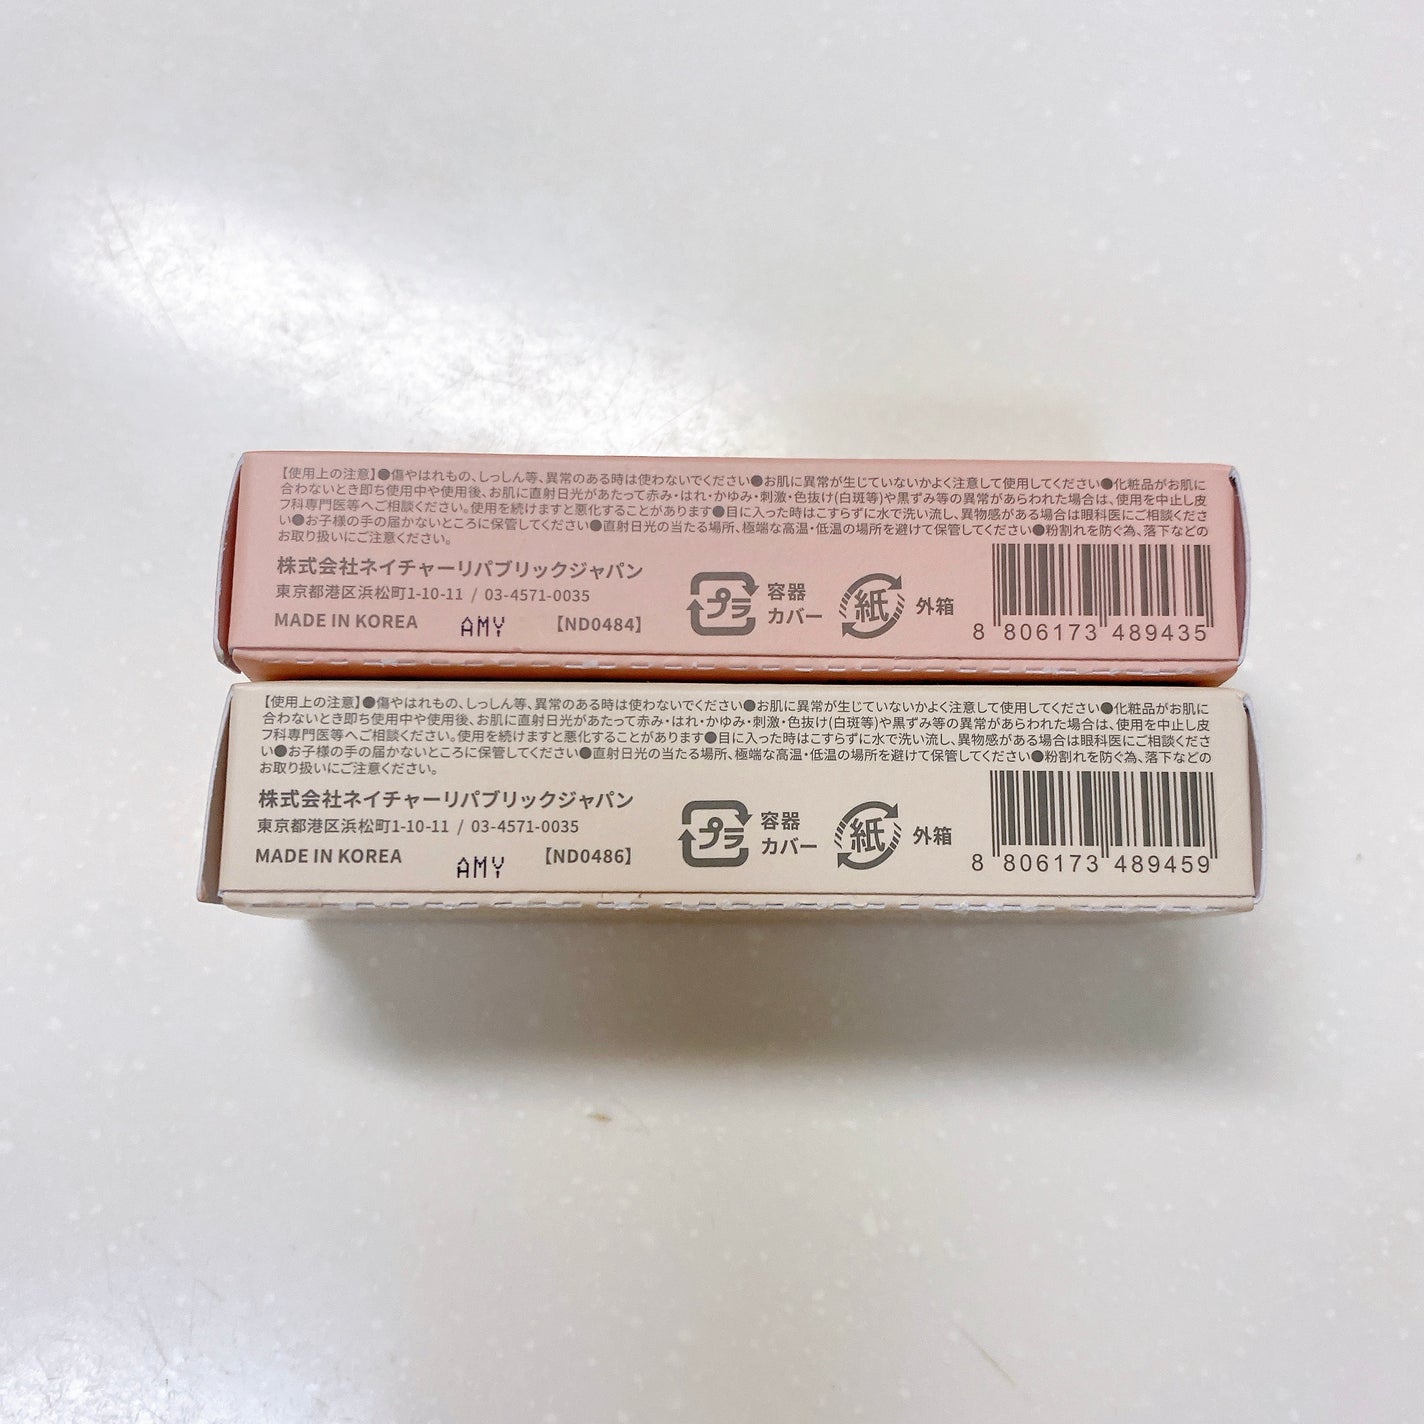 【使用上の注意】●傷やはれもの、しっしん等、異常のある時は使わないでください●お肌に異常が生じていないかよく注意して使用してください●化粧品がお肌に
合わないとき即ち使用中や使用後、お肌に直射日光があたって赤み・はれ・かゆみ・刺激・色抜け(白斑等)や黒ずみ等の異常があらわれた場合は、使用を中止し皮
フ科専門医等へご相談ください。使用を続けますと悪化することがあります●目に入った時はこすらずに水で洗い流し、異物感がある場合は眼科医にご相談くださ
い●お子様の手の届かないところに保管してください●直射日光の当たる場所、極端な高温・低温の場所を避けて保管してください●粉割れを防ぐ為、落下などの
お取り扱いにご注意ください。
株式会社ネイチャーリパブリックジャパン
東京都港区浜松町1-10-11 / 03-4571-0035
MADE IN KOREA AMY 【ND0484】
プラ 容器
カバー
紙 外箱
8 806173 489435
【使用上の注意】●傷やはれもの、しっしん等、異常のある時は使わないでください●お肌に異常が生じていないかよく注意して使用してください●化粧品がお肌に
合わないとき即ち使用中や使用後、お肌に直射日光があたって赤み・はれ・かゆみ・刺激・色抜け(白斑等)や黒ずみ等の異常があらわれた場合は、使用を中止し皮
フ科専門医等へご相談ください。使用を続けますと悪化することがあります●目に入った時はこすらずに水で洗い流し、異物感がある場合は眼科医にご相談くださ
い●お子様の手の届かないところに保管してください●直射日光の当たる場所、極端な高温・低温の場所を避けて保管してください●粉割れを防ぐ為、落下などの
お取り扱いにご注意ください。
株式会社ネイチャーリパブリックジャパン
東京都港区浜松町1-10-11 / 03-4571-0035
MADE IN KOREA AMY 【ND0486】
プラ 容器
カバー
紙 外箱
8 806173 489459